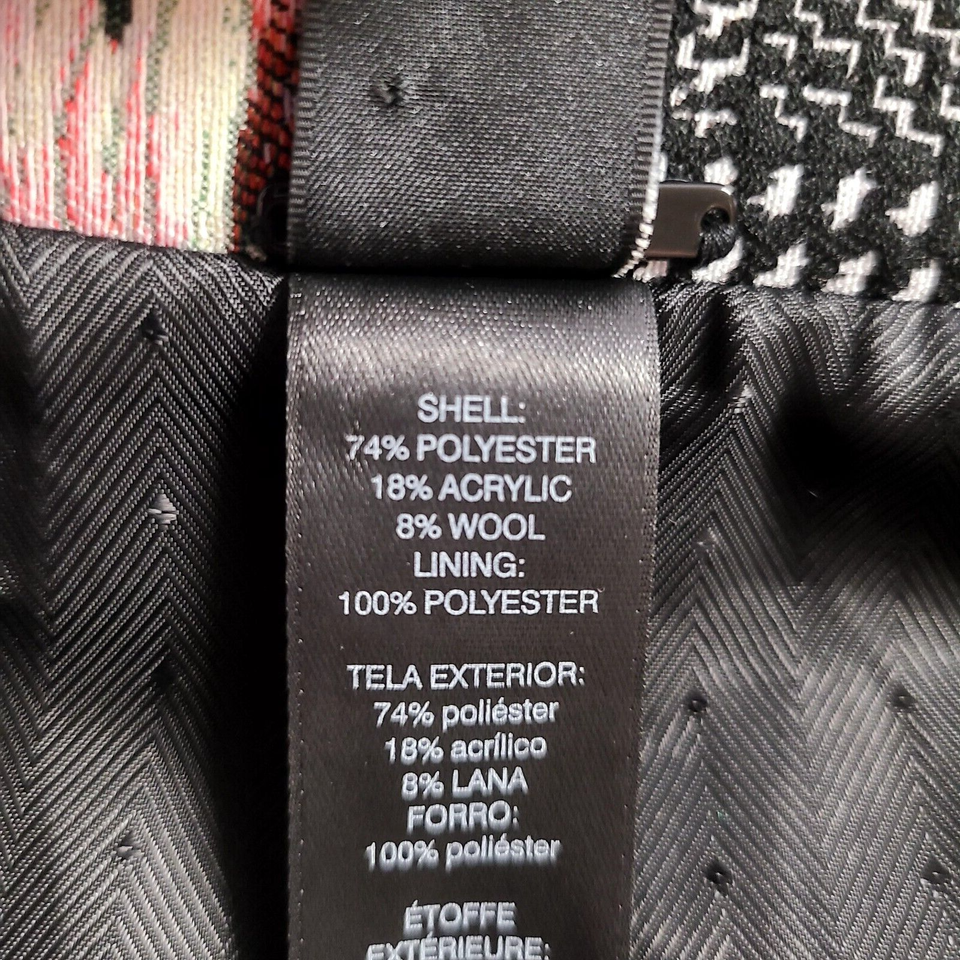 SHELL:
74% POLYESTER
18% ACRYLIC
8% WOOL
LINING:
100% POLYESTER
TELA EXTERIOR:
74% poliéster
18% acrílico
8% LANA
FORRO:
100% poliéster
ÉTOFFE
EXTÉRIEURE: